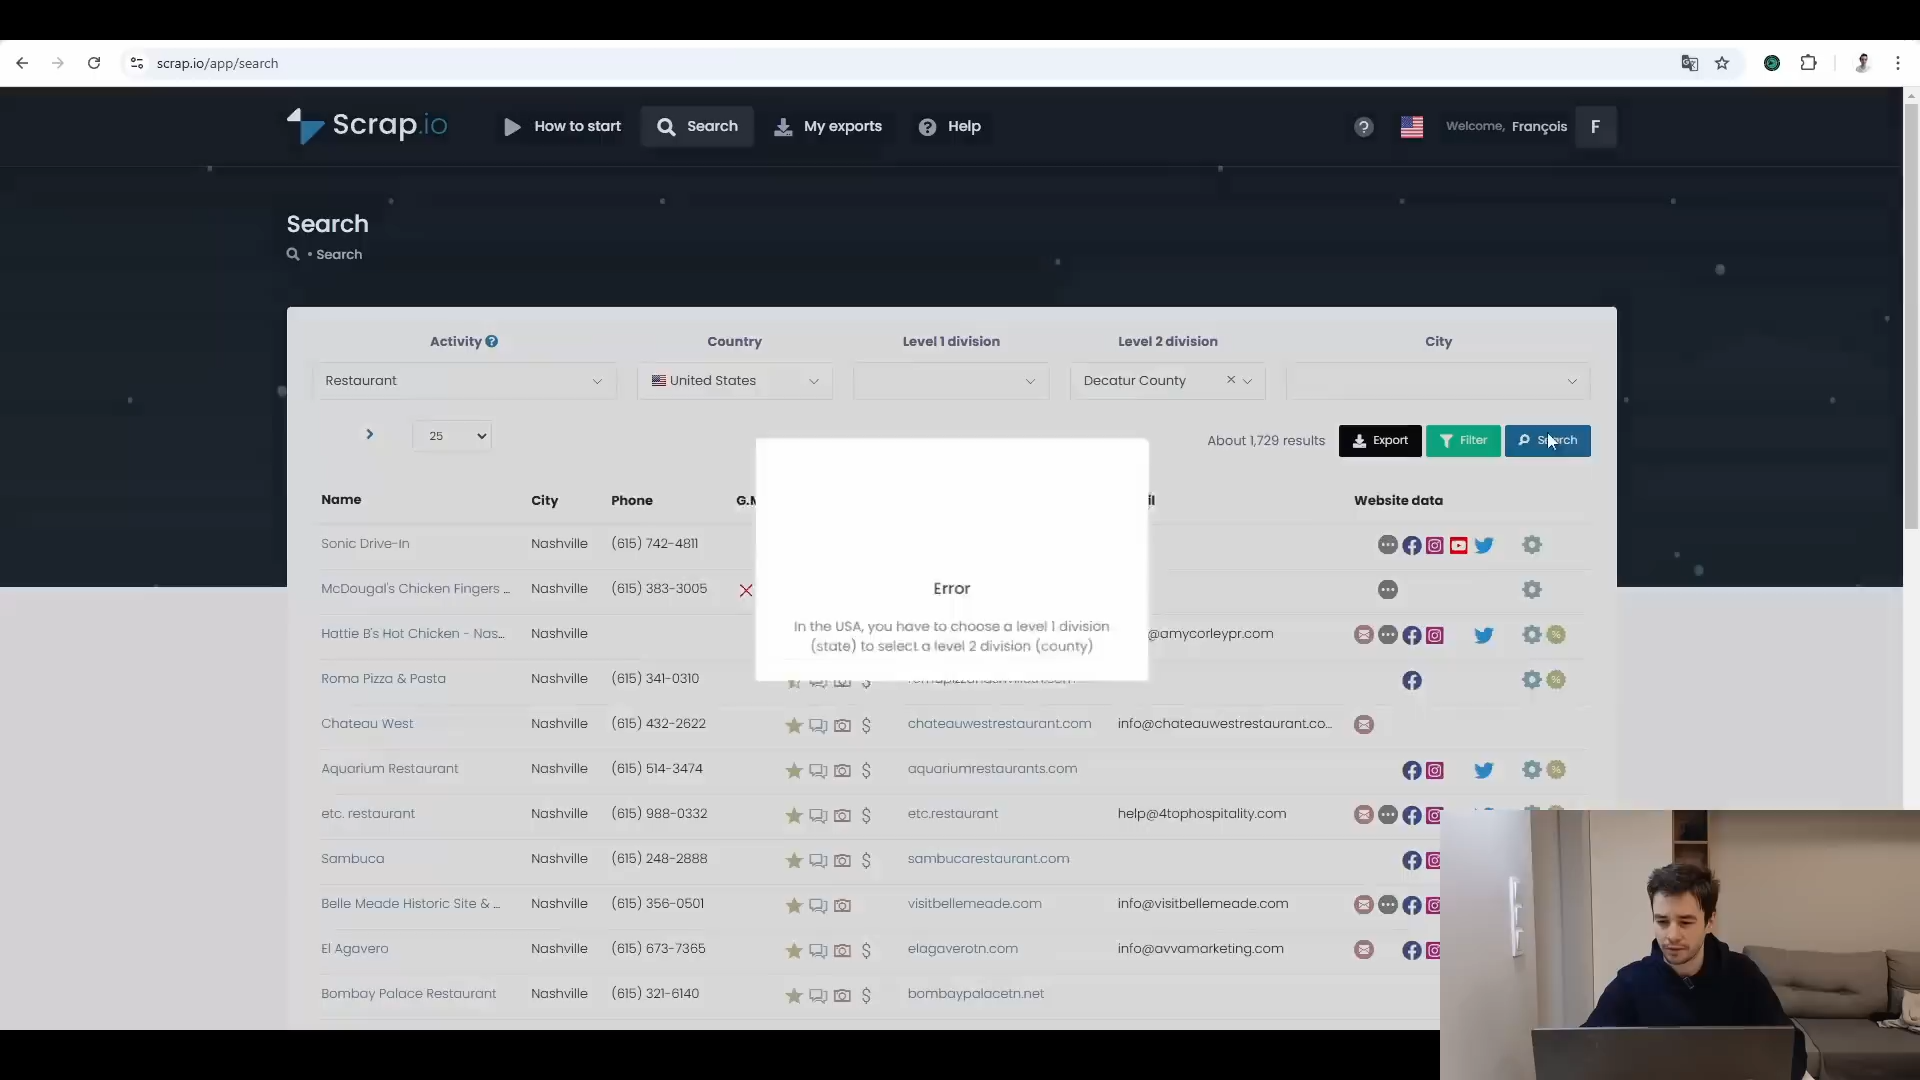 scrap.io/app/search
Scrap.io
How to start
Search
My exports
Help
Welcome, François
F
Search
• Search
Activity
Country
Level 1 division
Level 2 division
City
Restaurant
United States
Decatur County
25
About 1,729 results
Export
Filter
Search
Name
City
Phone
Website data
Error
In the USA, you have to choose a level 1 division
(state) to select a level 2 division (county)
Sonic Drive-In Nashville (615) 742-4811
McDougal's Chicken Fingers ... Nashville (615) 383-3005
Hattie B's Hot Chicken - Nas... Nashville @amycorleypr.com
Roma Pizza & Pasta Nashville (615) 341-0310
Chateau West Nashville (615) 432-2622 $ chateauwestrestaurant.com info@chateauwestrestaurant.co...
Aquarium Restaurant Nashville (615) 514-3474 $ aquariumrestaurants.com
etc. restaurant Nashville (615) 988-0332 $ etc.restaurant help@4tophospitality.com
Sambuca Nashville (615) 248-2888 $ sambucarestaurant.com
Belle Meade Historic Site & ... Nashville (615) 356-0501 visitbellemeade.com info@visitbellemeade.com
El Agavero Nashville (615) 673-7365 $ elagaverotn.com info@avvamarketing.com
Bombay Palace Restaurant Nashville (615) 321-6140 $ bombaypalacetn.net